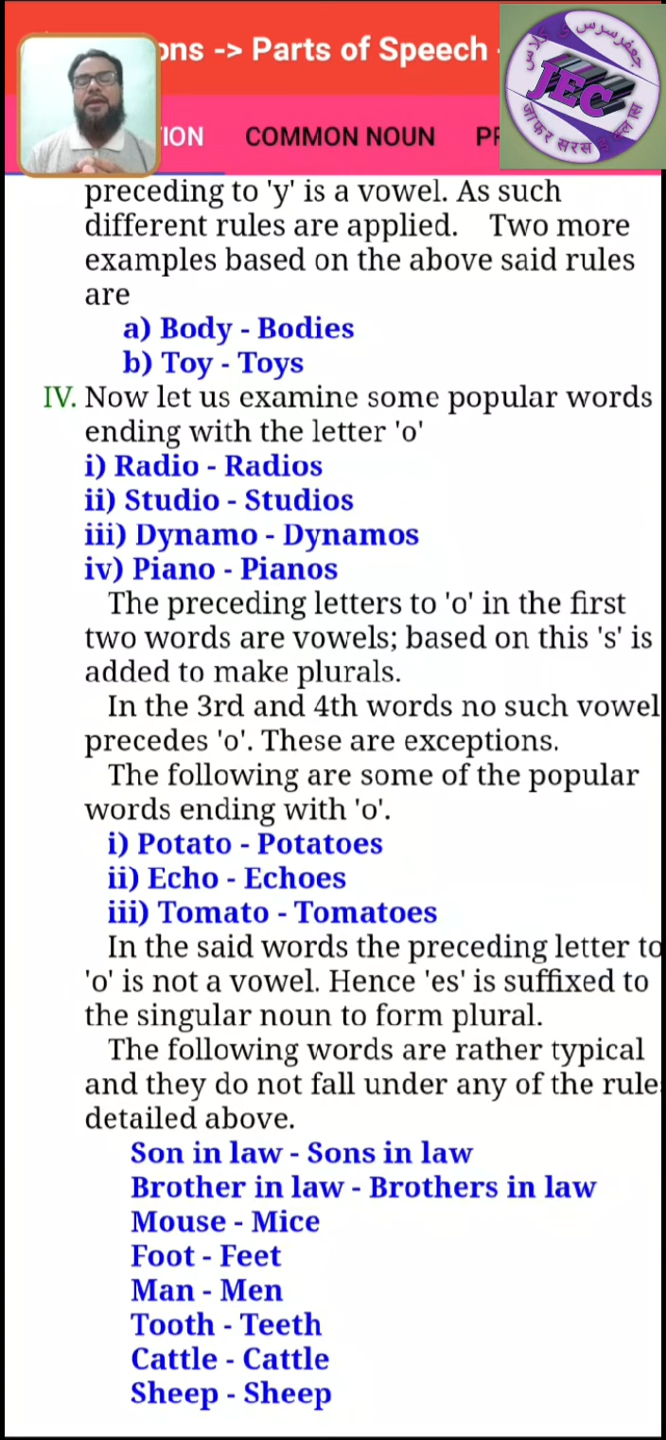 ons -> Parts of Speech -
ION COMMON NOUN PR
جعفر سرس کی کلاس
JEC
जाफर सरस के क्लास
preceding to 'y' is a vowel. As such
different rules are applied. Two more
examples based on the above said rules
are
a) Body - Bodies
b) Toy - Toys
IV. Now let us examine some popular words
ending with the letter 'o'
i) Radio - Radios
ii) Studio - Studios
iii) Dynamo - Dynamos
iv) Piano - Pianos
The preceding letters to 'o' in the first
two words are vowels; based on this 's' is
added to make plurals.
In the 3rd and 4th words no such vowel
precedes 'o'. These are exceptions.
The following are some of the popular
words ending with 'o'.
i) Potato - Potatoes
ii) Echo - Echoes
iii) Tomato - Tomatoes
In the said words the preceding letter to
'o' is not a vowel. Hence 'es' is suffixed to
the singular noun to form plural.
The following words are rather typical
and they do not fall under any of the rule
detailed above.
Son in law - Sons in law
Brother in law - Brothers in law
Mouse - Mice
Foot - Feet
Man - Men
Tooth - Teeth
Cattle - Cattle
Sheep - Sheep